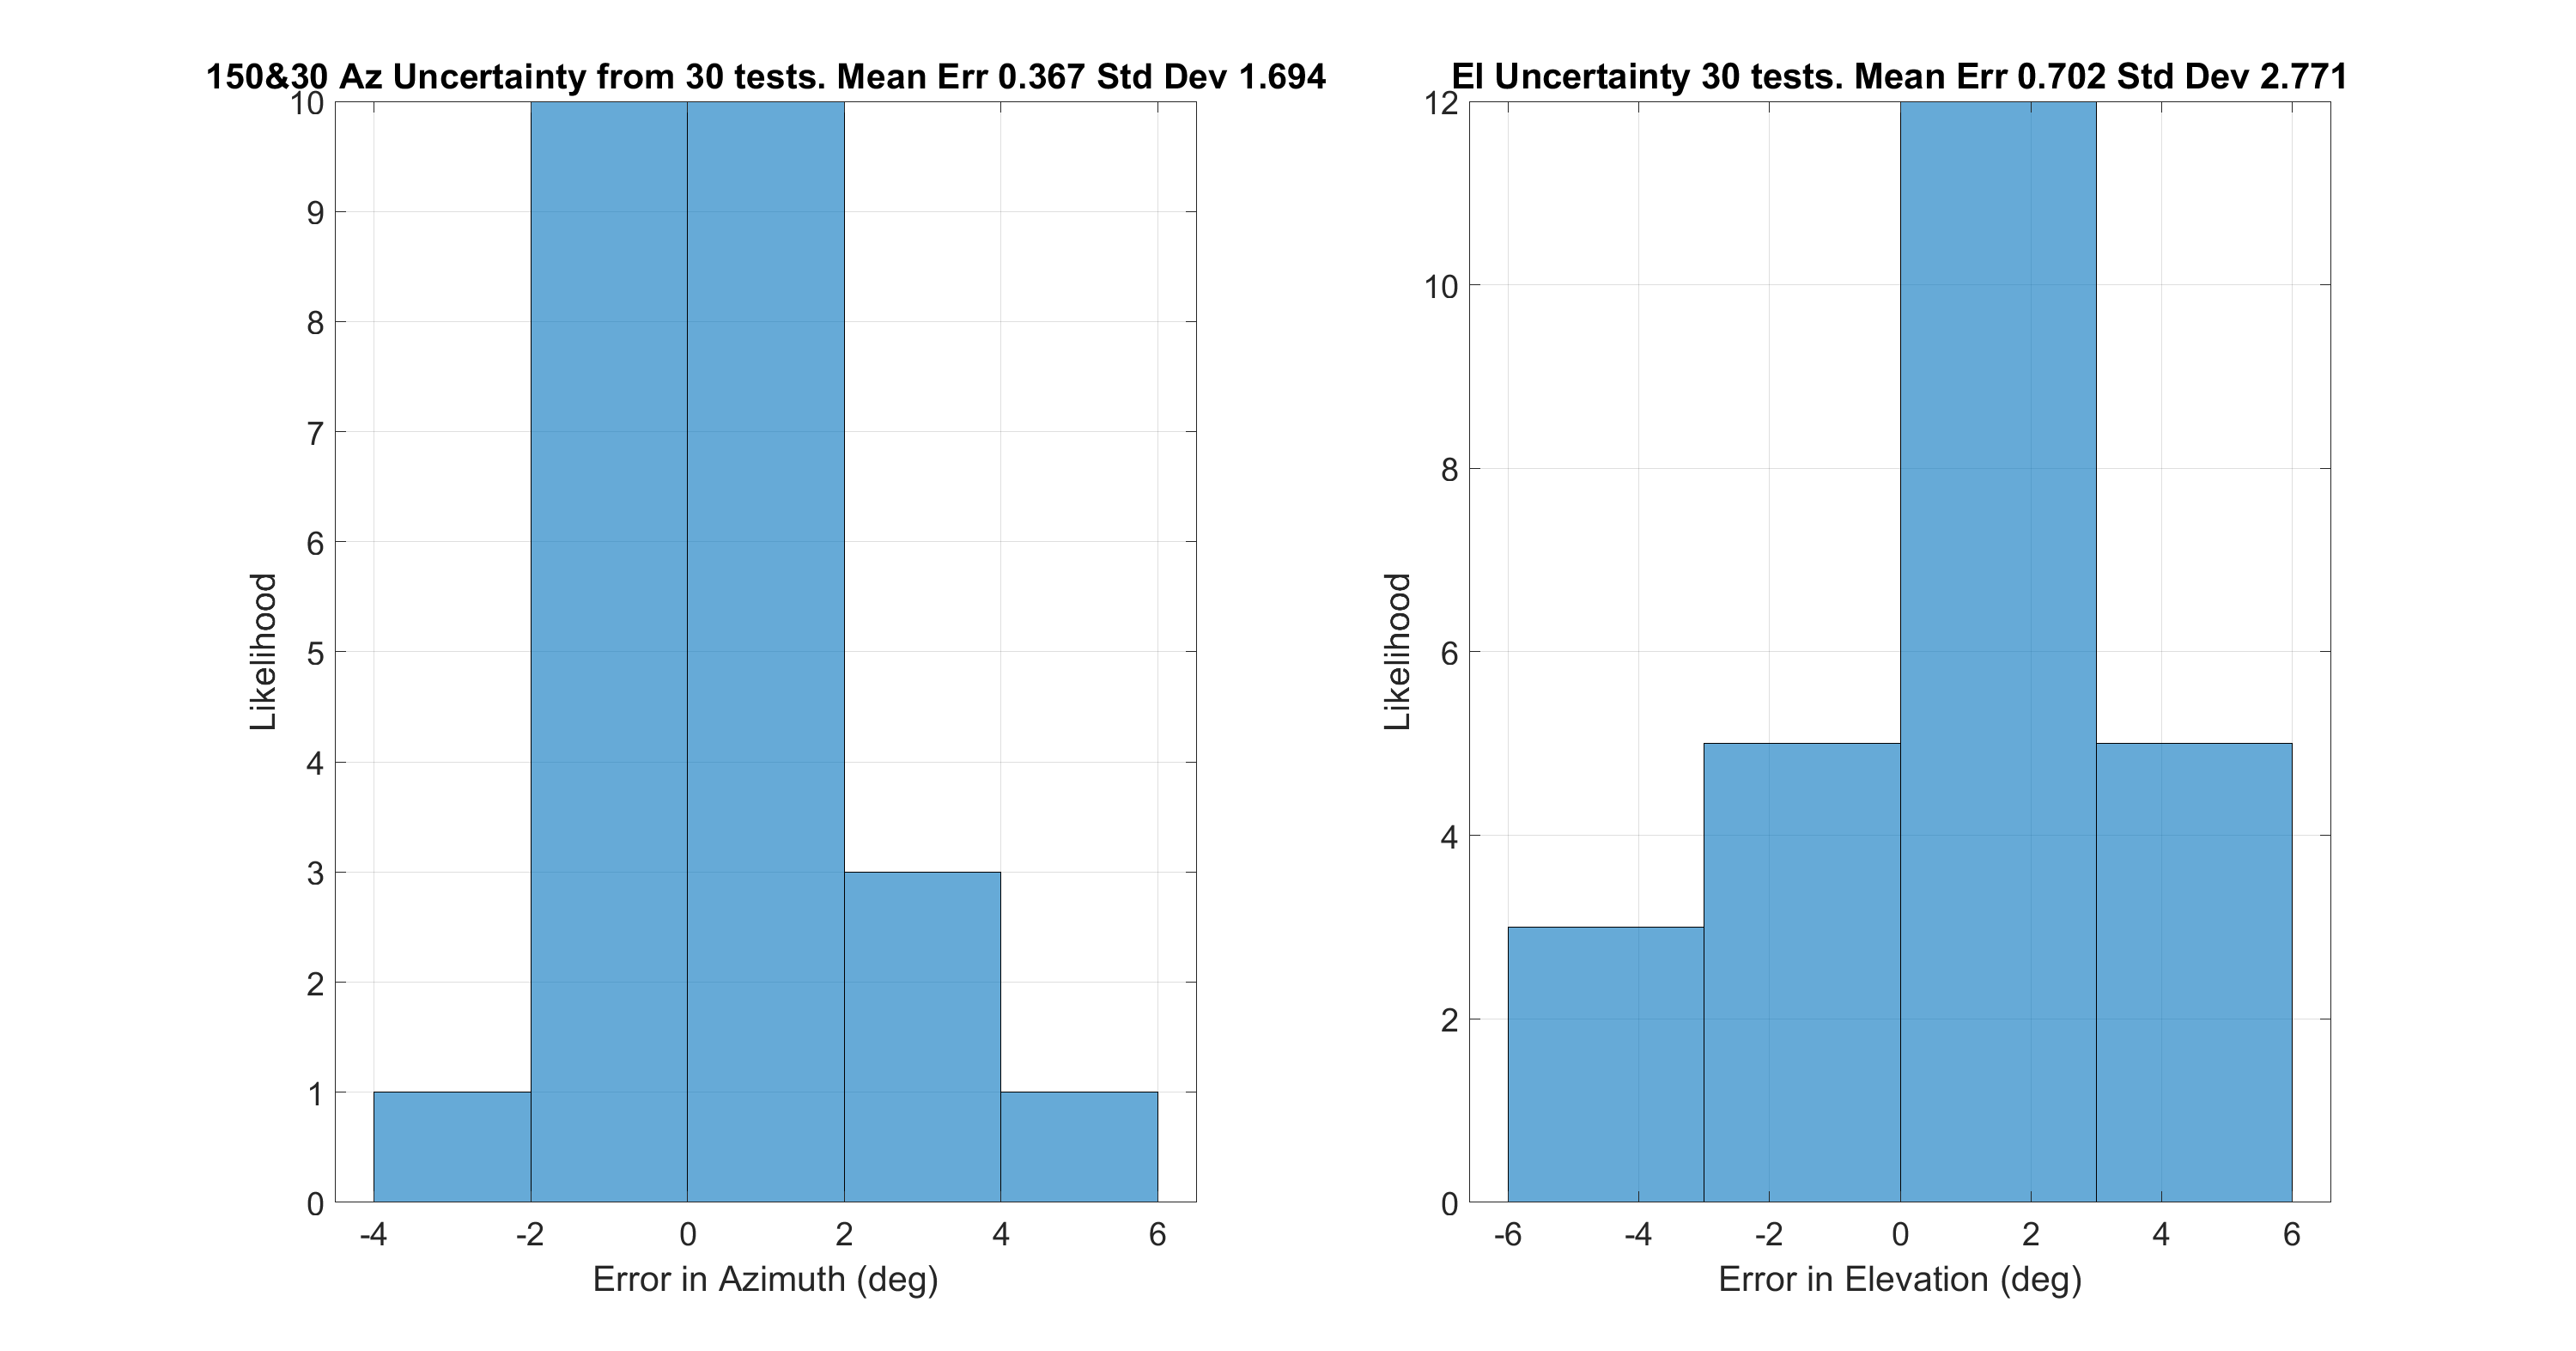 150&30 Az Uncertainty from 30 tests. Mean Err 0.367 Std Dev 1.694
10
9
8
7
6
5
4
3
2
1
0
Likelihood
-4 -2 0 2 4 6
Error in Azimuth (deg)
El Uncertainty 30 tests. Mean Err 0.702 Std Dev 2.771
12
10
8
6
4
2
0
Likelihood
-6 -4 -2 0 2 4 6
Error in Elevation (deg)